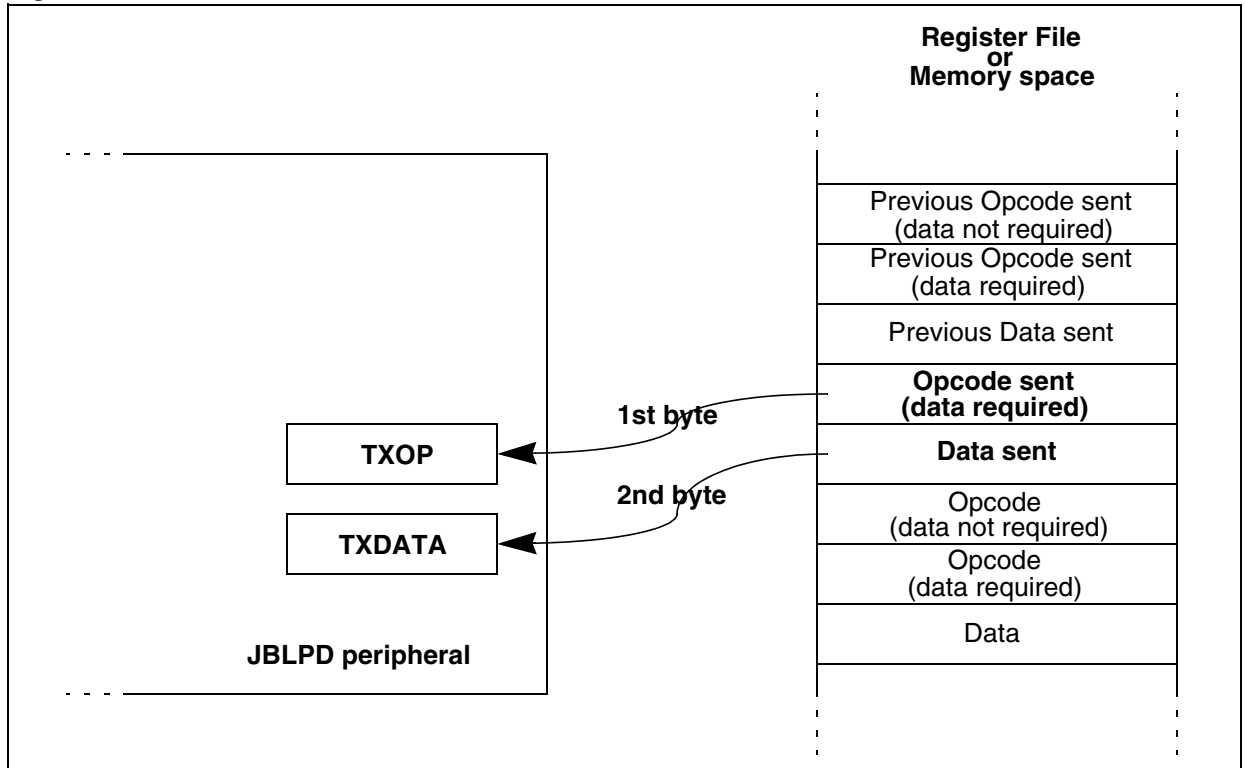 Register File
or
Memory space
Previous Opcode sent
(data not required)
Previous Opcode sent
(data required)
Previous Data sent
Opcode sent
(data required)
1st byte
TXOP
Data sent
2nd byte
Opcode
(data not required)
TXDATA
Opcode
(data required)
Data
JBLPD peripheral